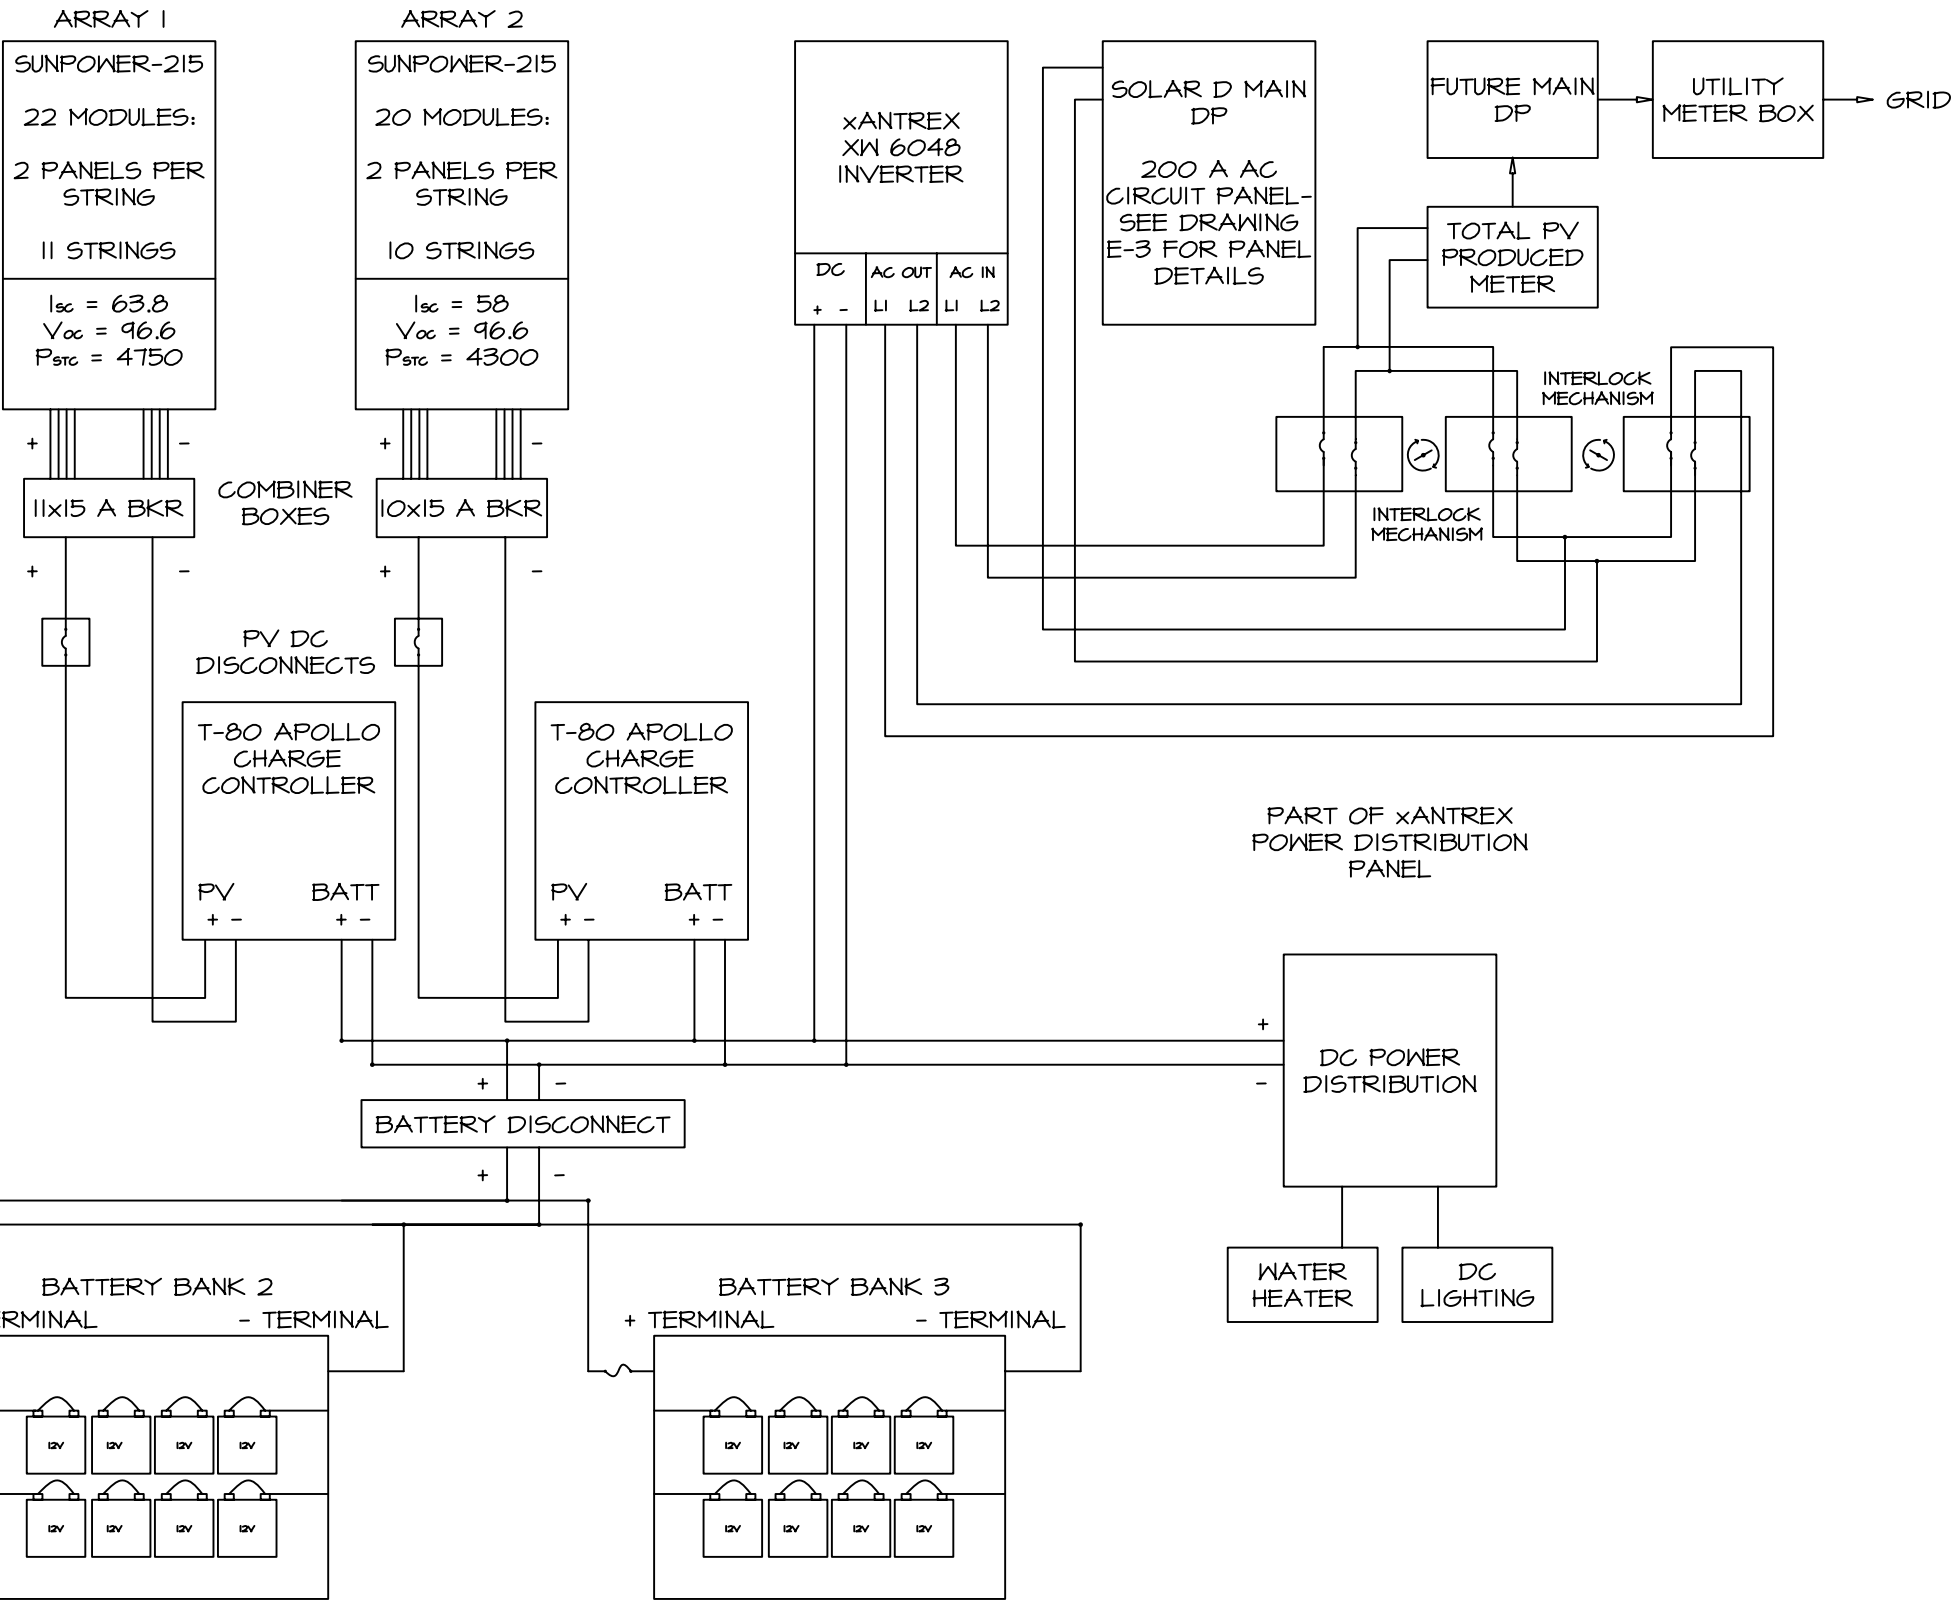 ARRAY 1
SUNPOWER-215
22 MODULES:
2 PANELS PER
STRING
11 STRINGS
Isc = 63.8
Voc = 96.6
PSTC = 4750
+ -
11x15 A BKR
+ -
COMBINER
BOXES
ARRAY 2
SUNPOWER-215
20 MODULES:
2 PANELS PER
STRING
10 STRINGS
Isc = 58
Voc = 96.6
PSTC = 4300
+ -
10x15 A BKR
+ -
PV DC
DISCONNECTS
T-80 APOLLO
CHARGE
CONTROLLER
PV BATT
+ - + -
T-80 APOLLO
CHARGE
CONTROLLER
PV BATT
+ - + -
xANTREX
XW 6048
INVERTER
DC AC OUT AC IN
+ - L1 L2 L1 L2
SOLAR D MAIN
DP
200 A AC
CIRCUIT PANEL-
SEE DRAWING
E-3 FOR PANEL
DETAILS
FUTURE MAIN
DP
UTILITY
METER BOX
GRID
TOTAL PV
PRODUCED
METER
INTERLOCK
MECHANISM
INTERLOCK
MECHANISM
PART OF xANTREX
POWER DISTRIBUTION
PANEL
+
-
DC POWER
DISTRIBUTION
WATER
HEATER
DC
LIGHTING
+ -
BATTERY DISCONNECT
+ -
BATTERY BANK 2
ERMINAL - TERMINAL
12V 12V 12V 12V
12V 12V 12V 12V
BATTERY BANK 3
+ TERMINAL - TERMINAL
12V 12V 12V 12V
12V 12V 12V 12V